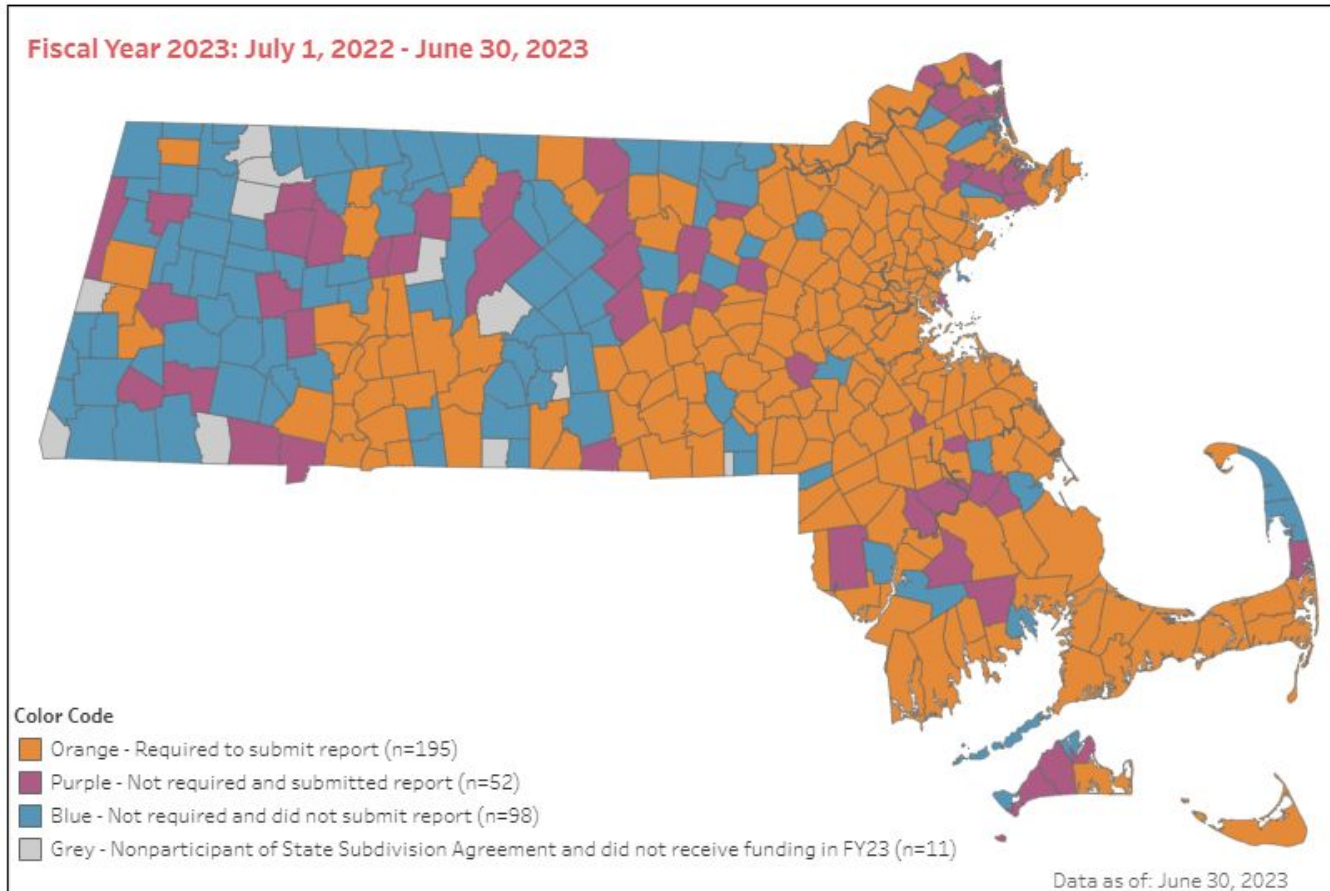 Fiscal Year 2023: July 1, 2022 - June 30, 2023
Color Code
Orange - Required to submit report (n=195)
Purple - Not required and submitted report (n=52)
Blue - Not required and did not submit report (n=98)
Grey - Nonparticipant of State Subdivision Agreement and did not receive funding in FY23 (n=11)
Data as of: June 30, 2023